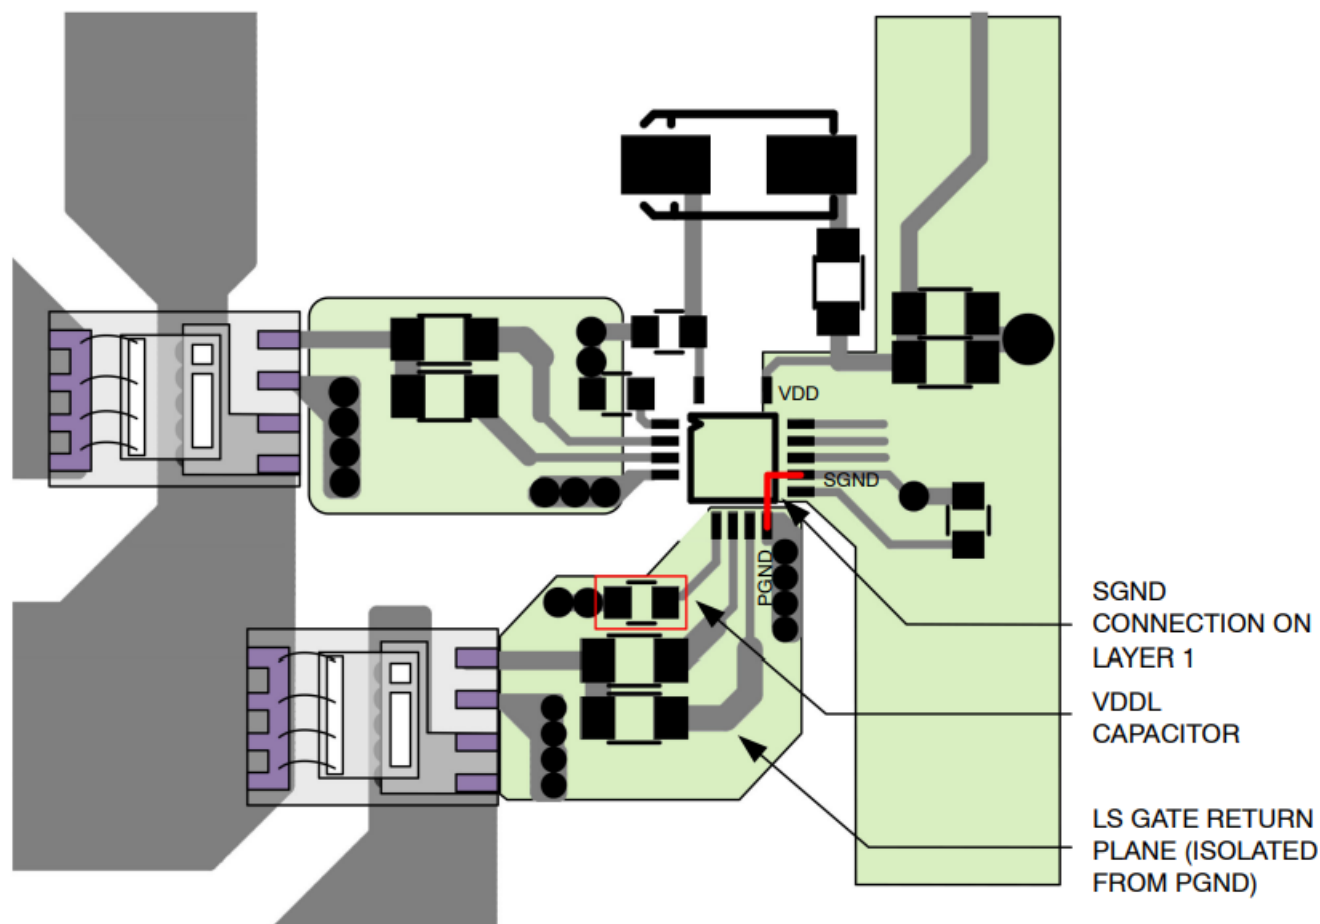 VDD
SGND
PGND
SGND
CONNECTION ON
LAYER 1
VDDL
CAPACITOR
LS GATE RETURN
PLANE (ISOLATED
FROM PGND)